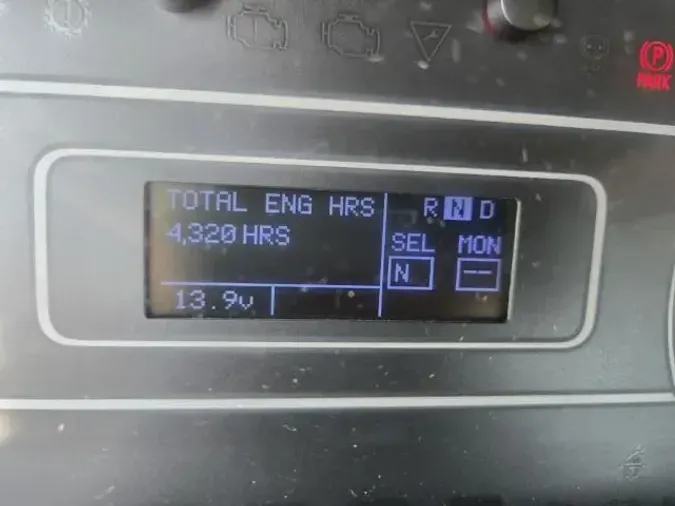 P
PARK
TOTAL ENG HRS
4,320 HRS
R N D
SEL MON
N --
13.9v